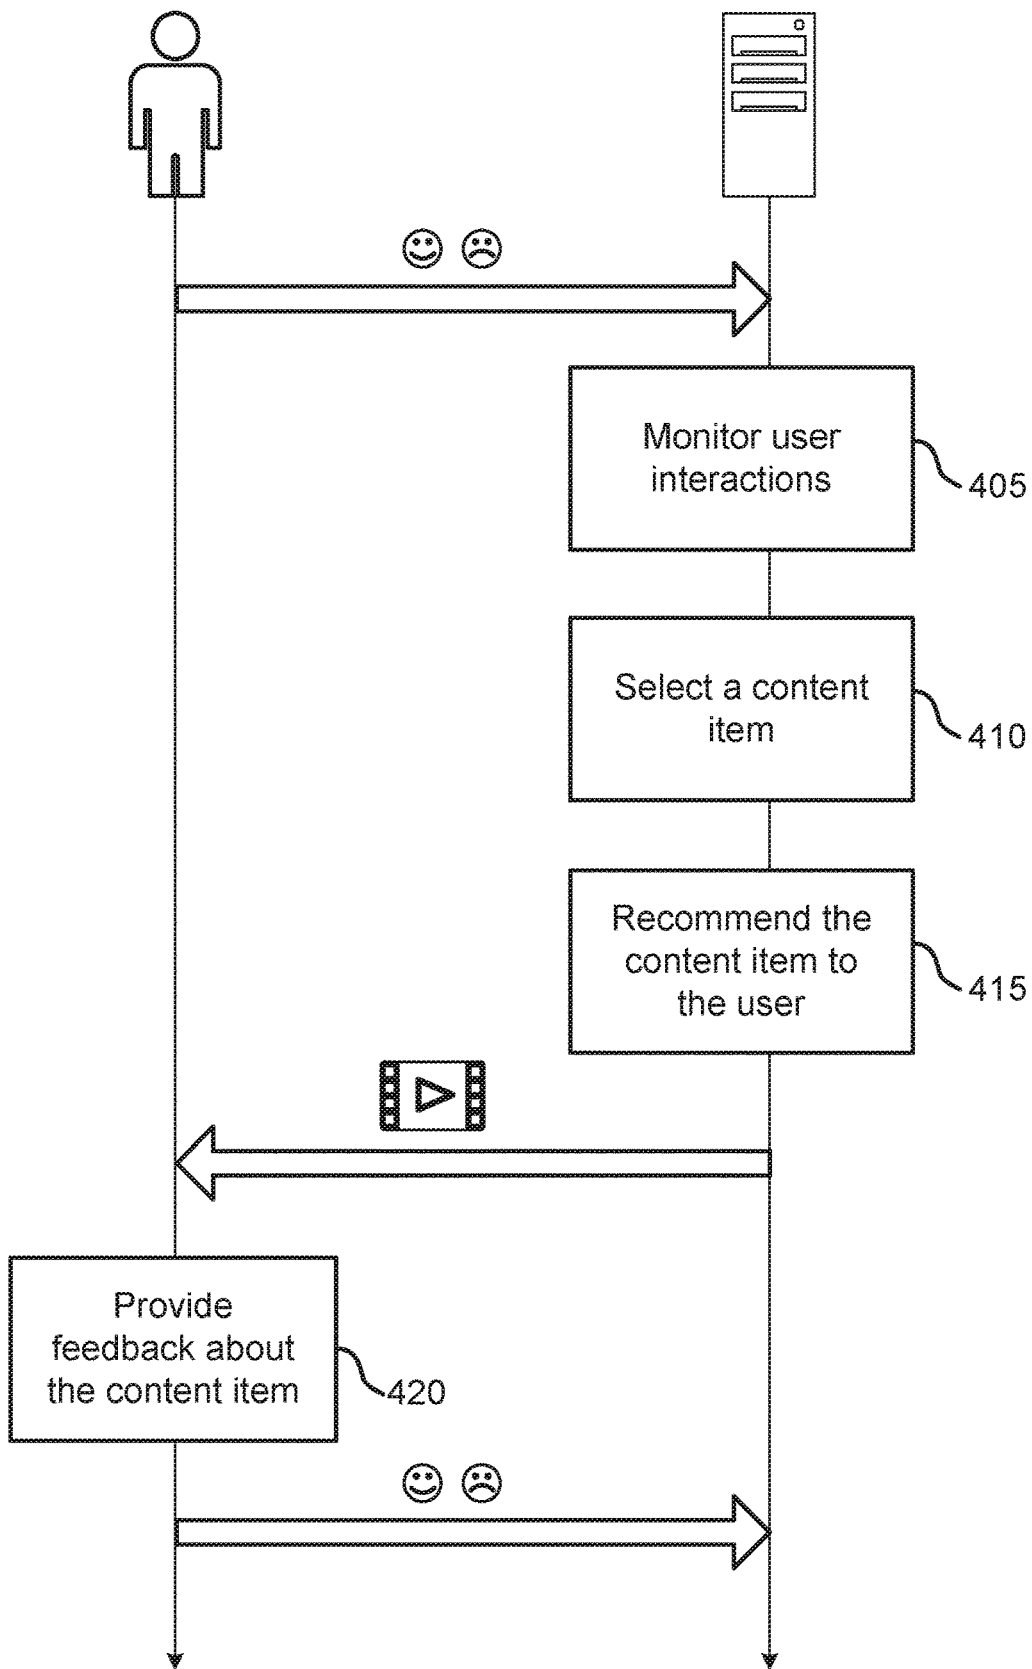 Monitor user
interactions
405
Select a content
item
410
Recommend the
content item to
the user
415
Provide
feedback about
the content item
420